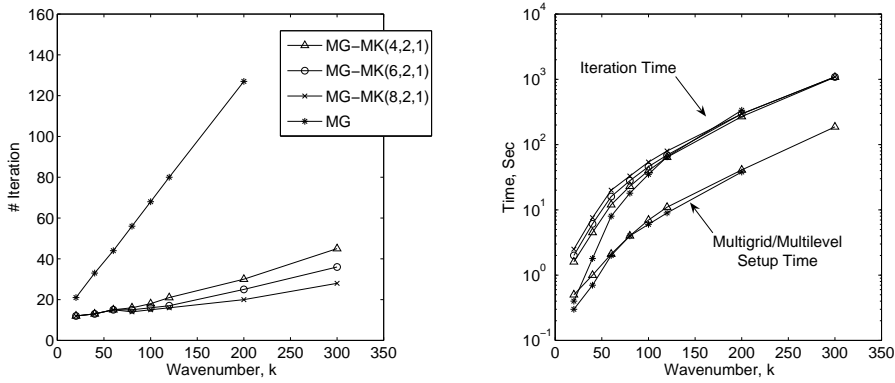 160
140
120
100
80
60
40
20
0
# Iteration
0 50 100 150 200 250 300 350
Wavenumber, k
MG−MK(4,2,1)
MG−MK(6,2,1)
MG−MK(8,2,1)
MG
10^4
10^3
10^2
10^1
10^0
10^−1
Time, Sec
0 50 100 150 200 250 300 350
Wavenumber, k
Iteration Time
Multigrid/Multilevel
Setup Time